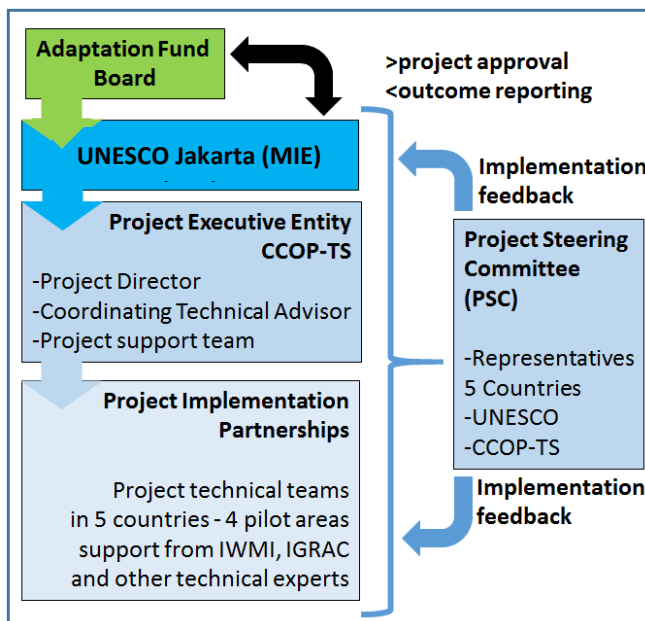 Adaptation Fund
Board
>project approval
<outcome reporting
UNESCO Jakarta (MIE)
Implementation
feedback
Project Executive Entity
CCOP-TS
-Project Director
-Coordinating Technical Advisor
-Project support team
Project Steering
Committee
(PSC)
-Representatives
5 Countries
-UNESCO
-CCOP-TS
Project Implementation
Partnerships
Project technical teams
in 5 countries - 4 pilot areas
support from IWMI, IGRAC
and other technical experts
Implementation
feedback